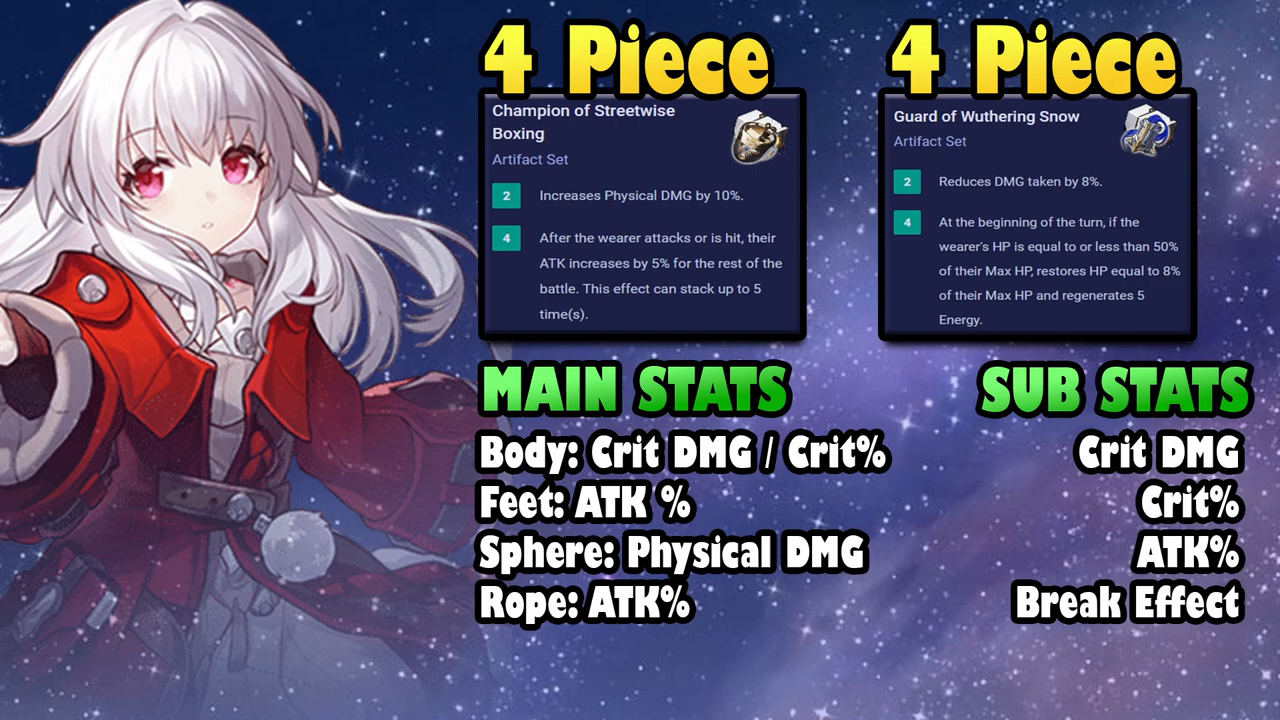 4 Piece
Champion of Streetwise
Boxing
Artifact Set
2 Increases Physical DMG by 10%.
4 After the wearer attacks or is hit, their
ATK increases by 5% for the rest of the
battle. This effect can stack up to 5
time(s).
4 Piece
Guard of Wuthering Snow
Artifact Set
2 Reduces DMG taken by 8%.
4 At the beginning of the turn, if the
wearer's HP is equal to or less than 50%
of their Max HP, restores HP equal to 8%
of their Max HP and regenerates 5
Energy.
MAIN STATS
Body: Crit DMG / Crit%
Feet: ATK %
Sphere: Physical DMG
Rope: ATK%
SUB STATS
Crit DMG
Crit%
ATK%
Break Effect